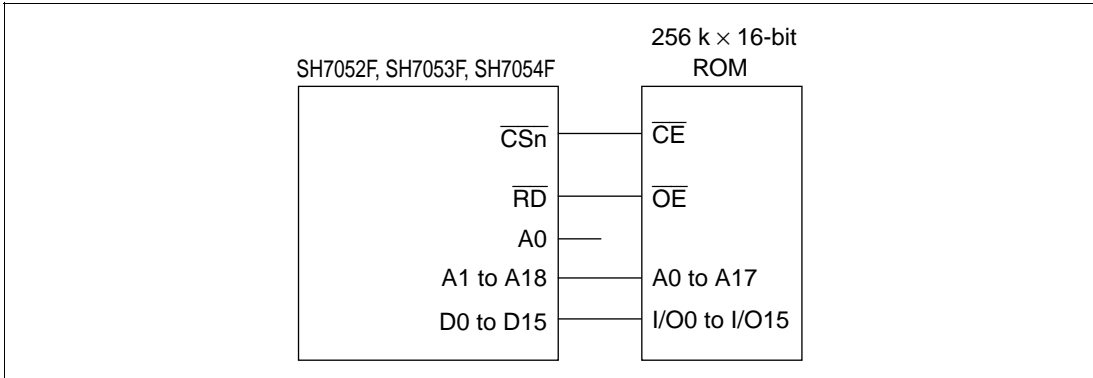 256 k × 16-bit
SH7052F, SH7053F, SH7054F ROM
CSn CE
RD OE
A0
A1 to A18 A0 to A17
D0 to D15 I/O0 to I/O15